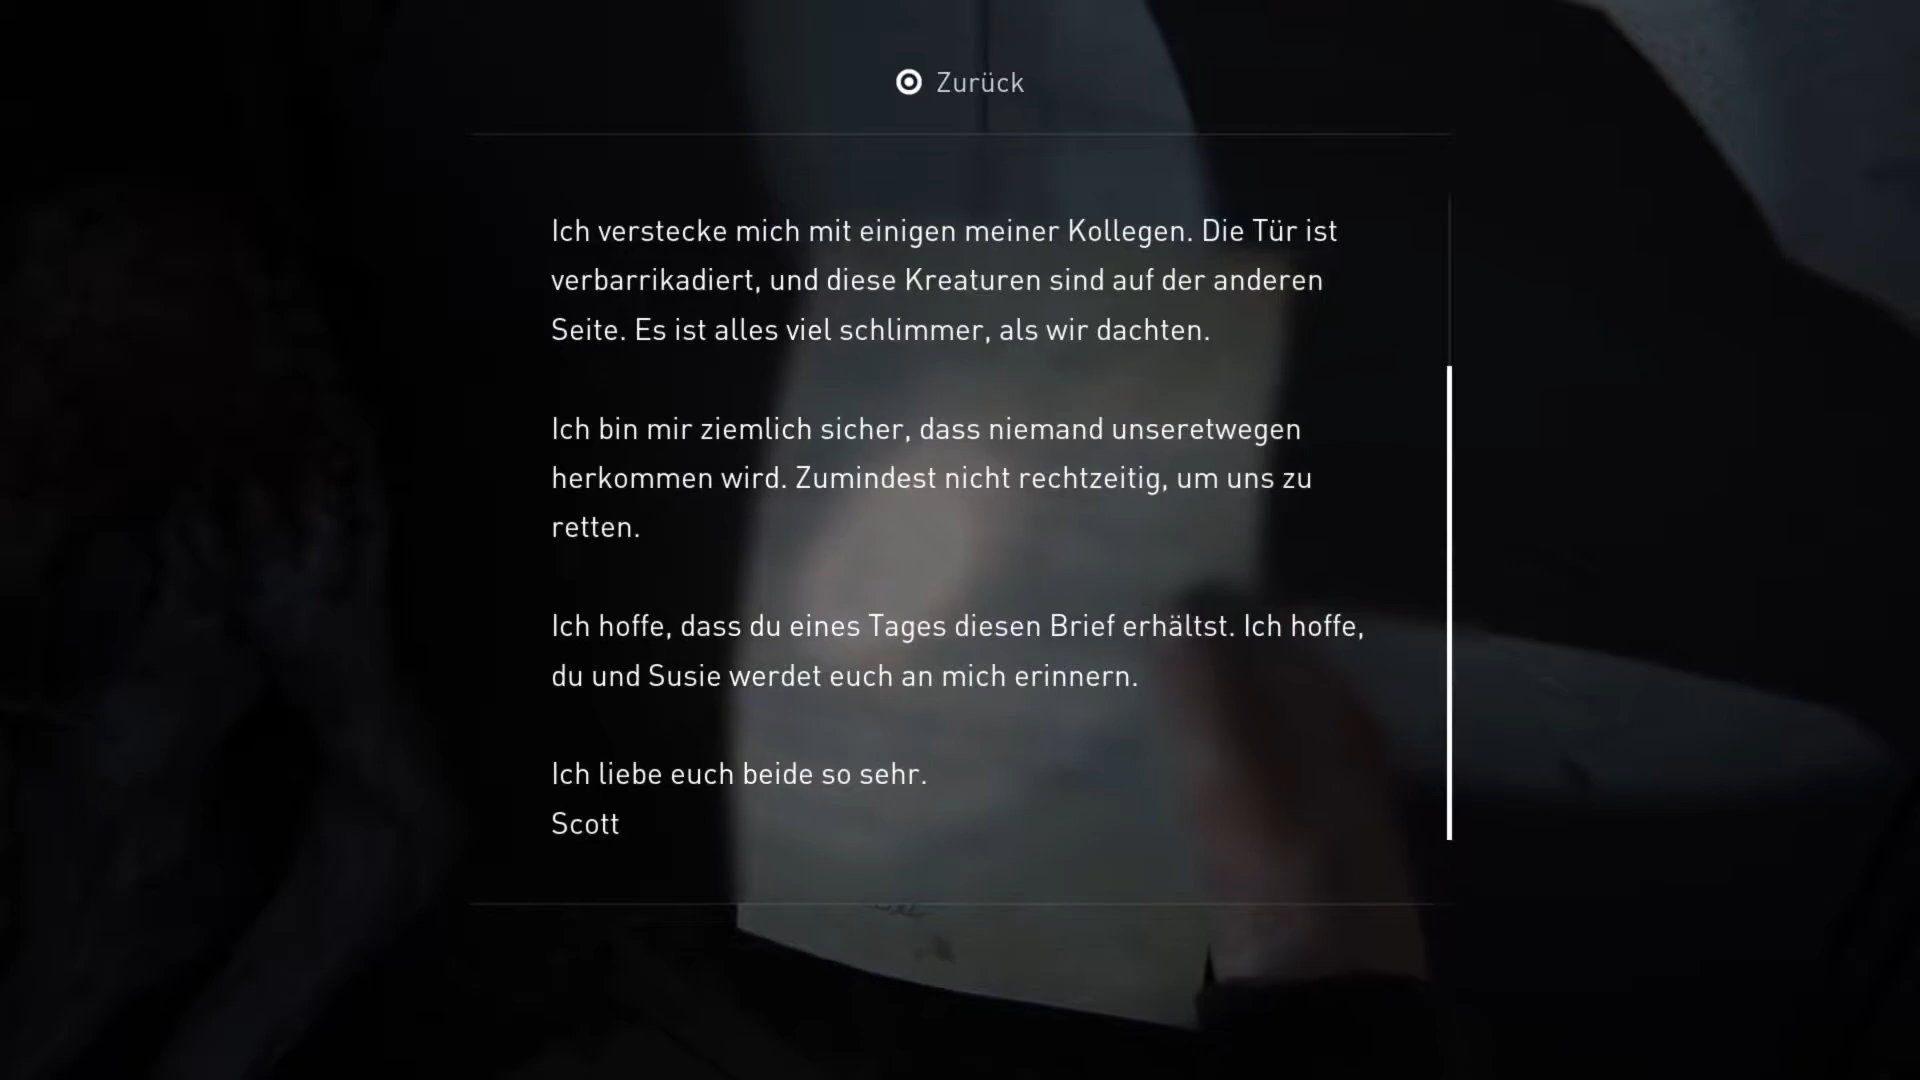 Zurück
Ich verstecke mich mit einigen meiner Kollegen. Die Tür ist
verbarrikadiert, und diese Kreaturen sind auf der anderen
Seite. Es ist alles viel schlimmer, als wir dachten.
Ich bin mir ziemlich sicher, dass niemand unseretwegen
herkommen wird. Zumindest nicht rechtzeitig, um uns zu
retten.
Ich hoffe, dass du eines Tages diesen Brief erhältst. Ich hoffe,
du und Susie werdet euch an mich erinnern.
Ich liebe euch beide so sehr.
Scott